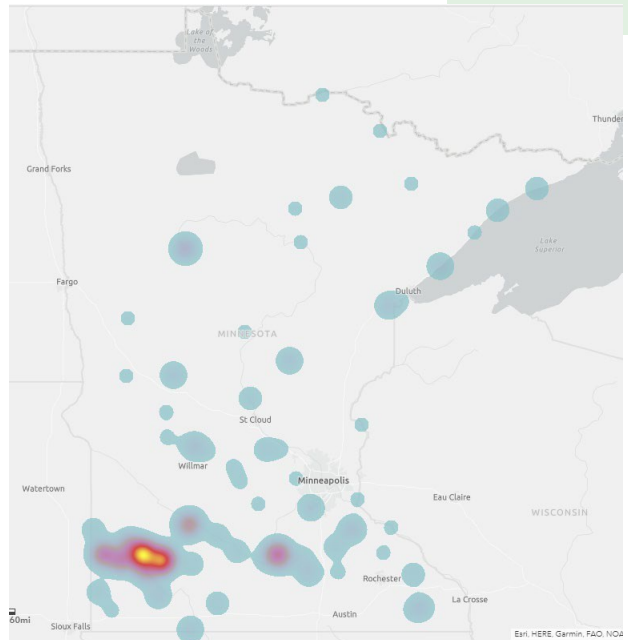 Lake of
the
Woods
Thunder
Grand Forks
Lake
Superior
Fargo
Duluth
MINNESOTA
St Cloud
Willmar
Minneapolis
Watertown
Eau Claire
WISCONSIN
Rochester
La Crosse
Austin
60mi
Sioux Falls
Esri, HERE, Garmin, FAO, NOA